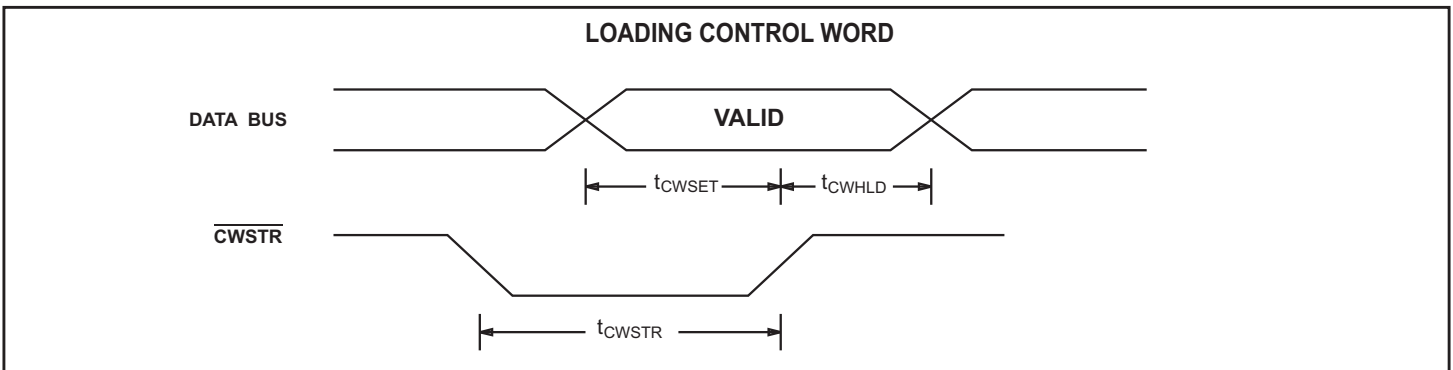 LOADING CONTROL WORD
DATA BUS
VALID
tCWSET
tCWHLD
CWSTR
tCWSTR